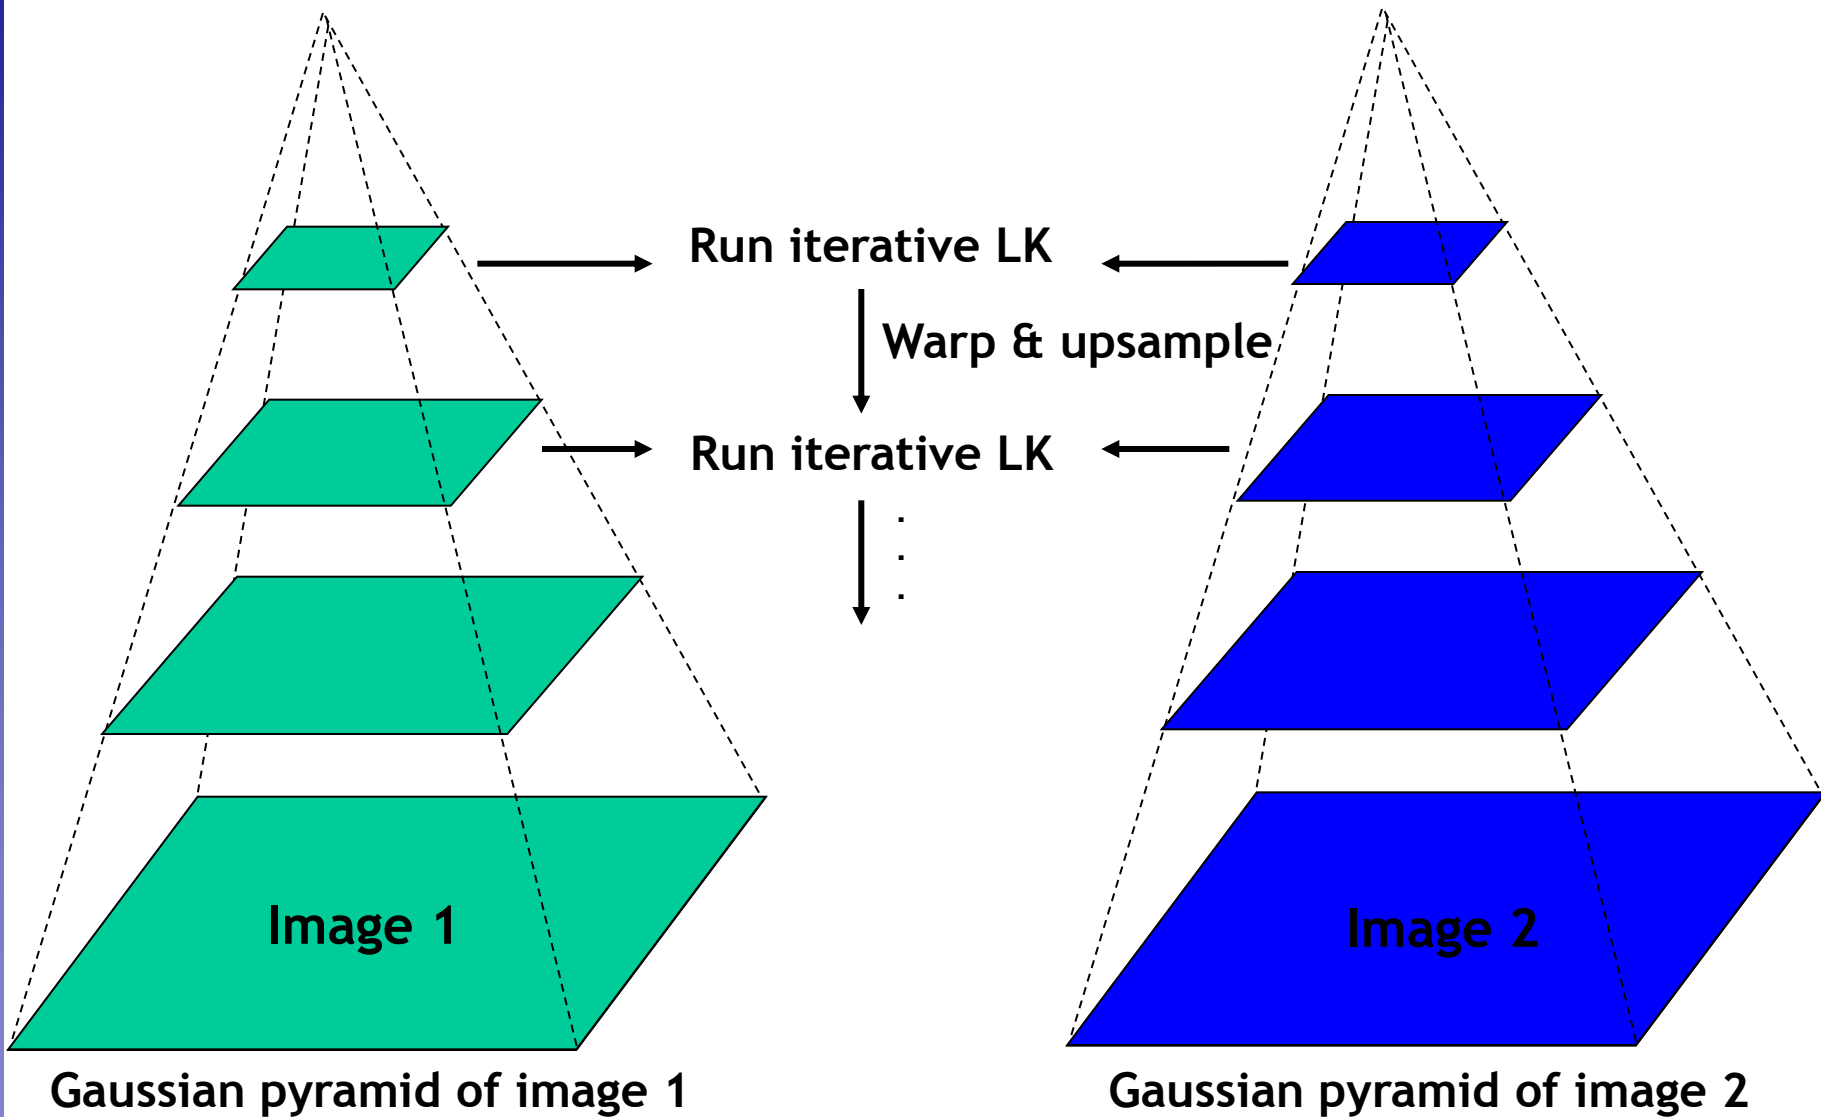 Run iterative LK
Warp & upsample
Run iterative LK
.
.
.
Image 1
Image 2
Gaussian pyramid of image 1
Gaussian pyramid of image 2